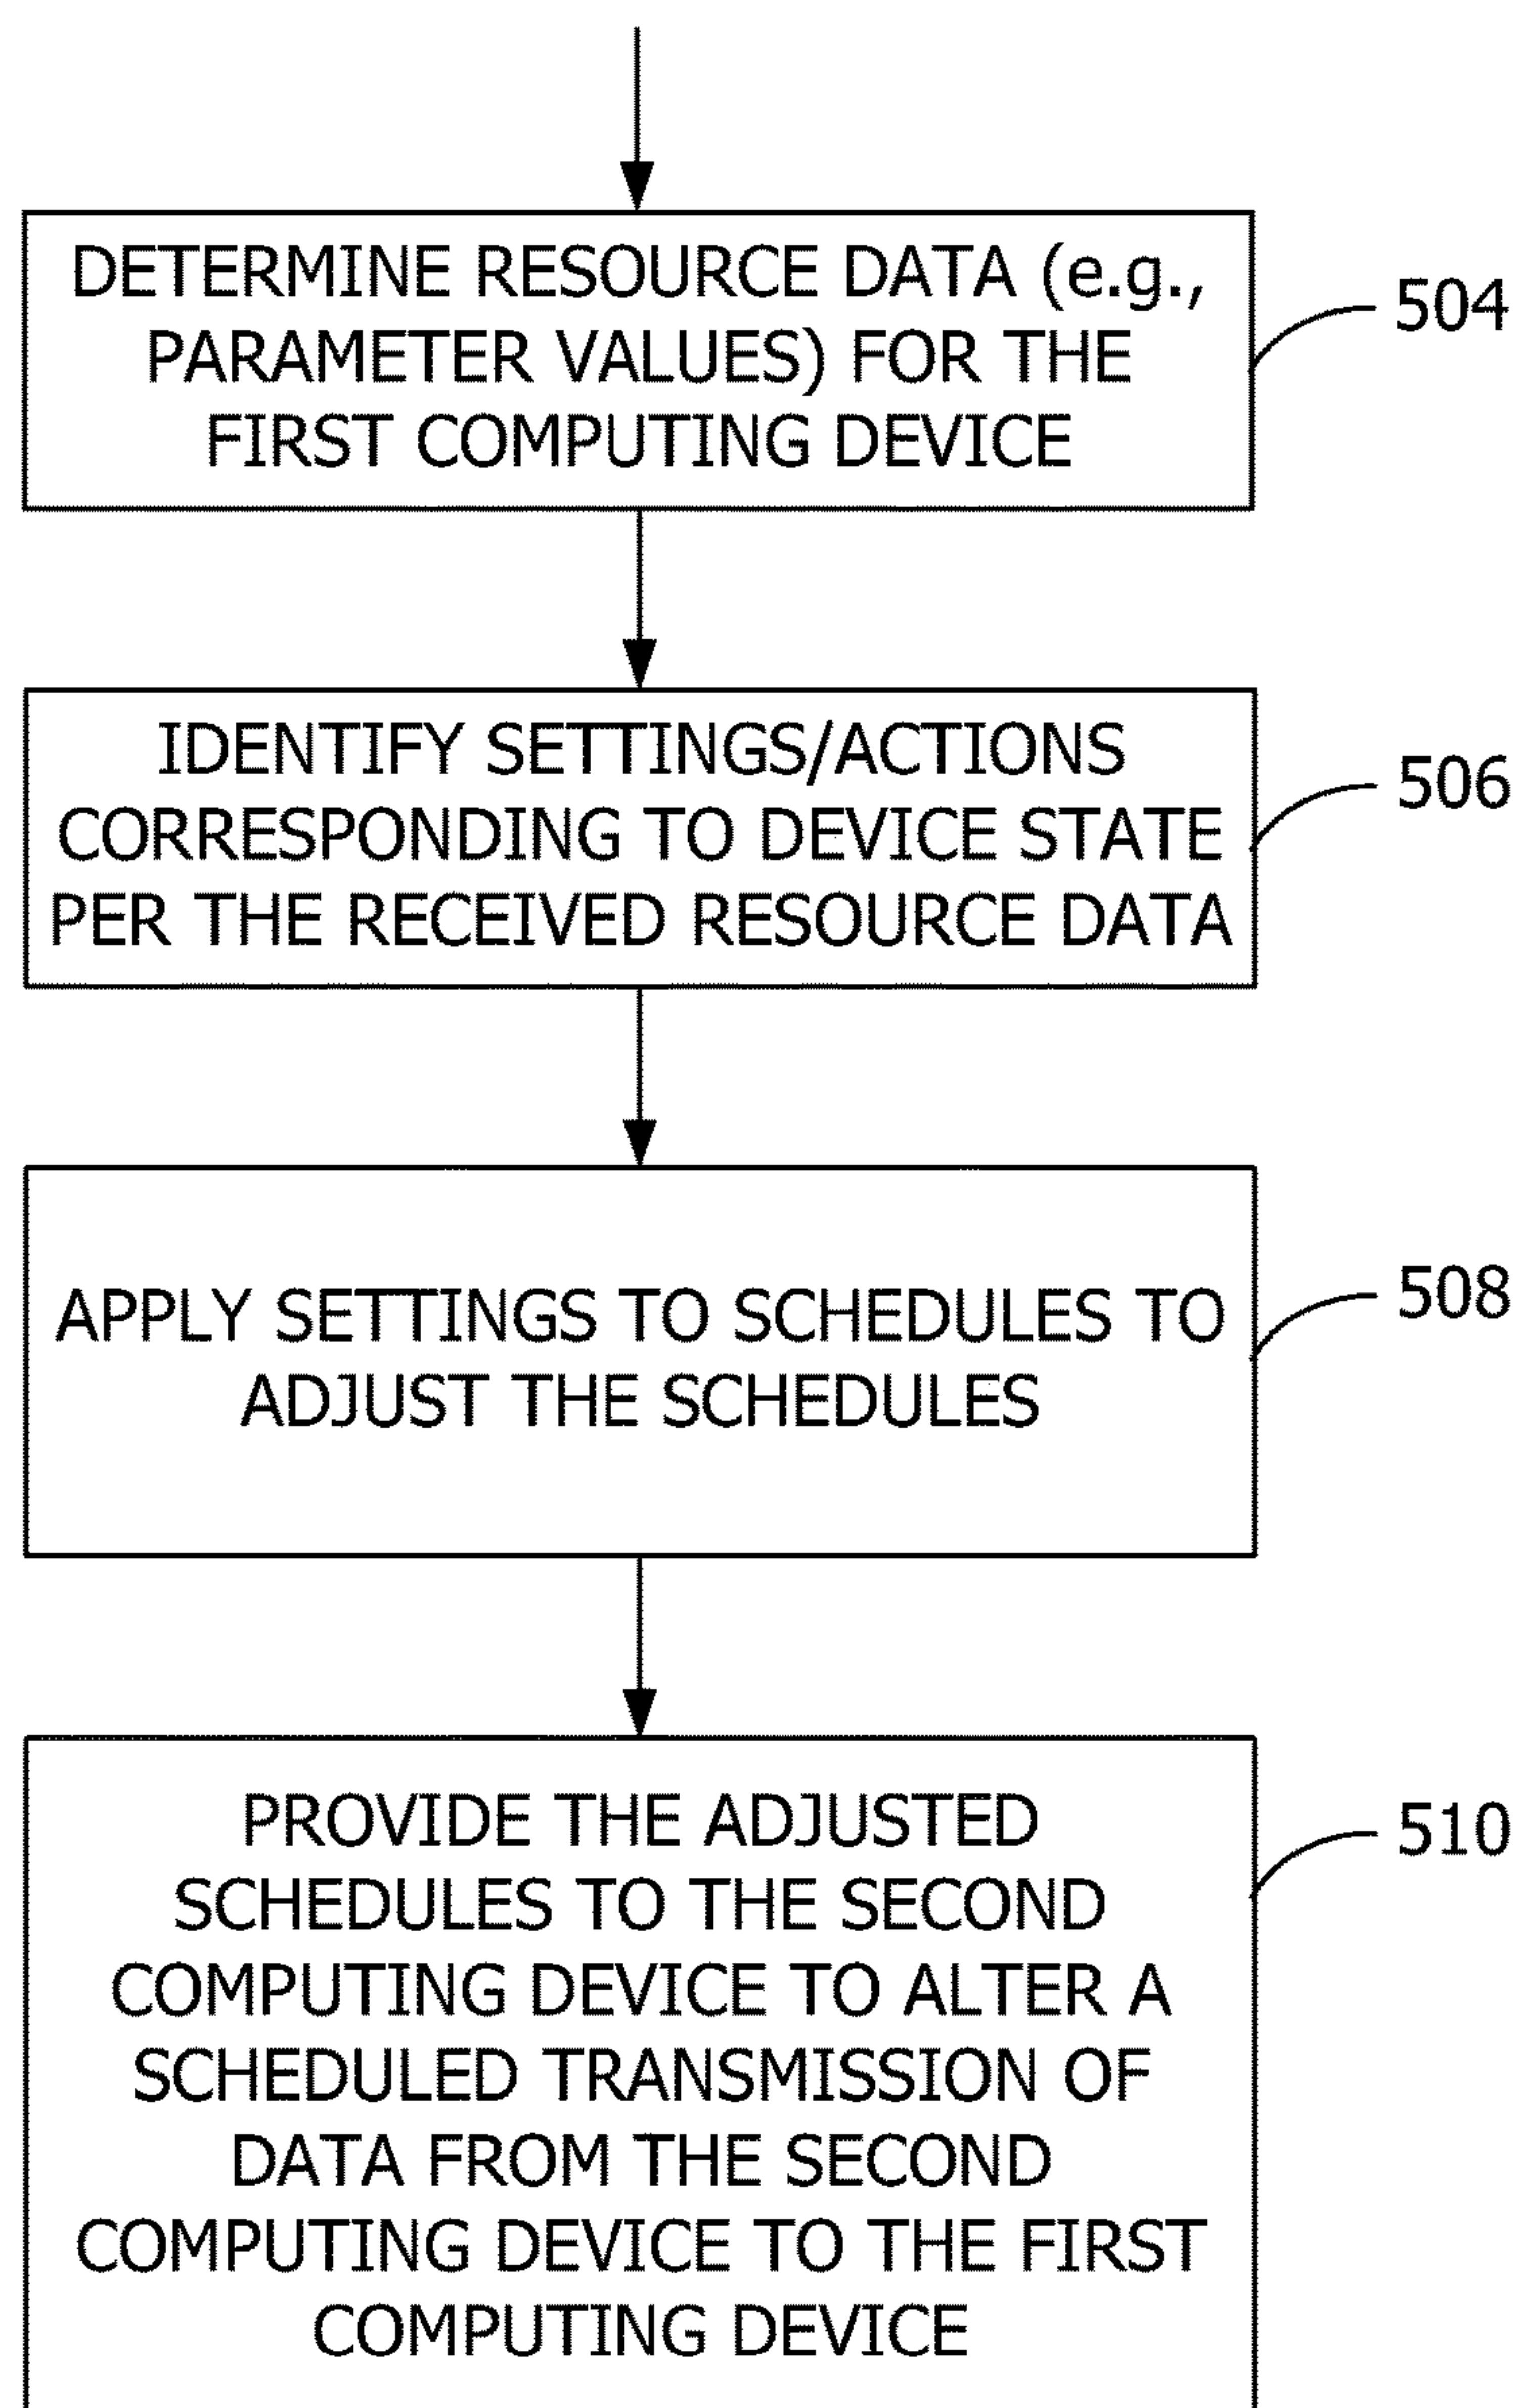 DETERMINE RESOURCE DATA (e.g.,
PARAMETER VALUES) FOR THE
FIRST COMPUTING DEVICE
504
IDENTIFY SETTINGS/ACTIONS
CORRESPONDING TO DEVICE STATE
PER THE RECEIVED RESOURCE DATA
506
APPLY SETTINGS TO SCHEDULES TO
ADJUST THE SCHEDULES
508
PROVIDE THE ADJUSTED
SCHEDULES TO THE SECOND
COMPUTING DEVICE TO ALTER A
SCHEDULED TRANSMISSION OF
DATA FROM THE SECOND
COMPUTING DEVICE TO THE FIRST
COMPUTING DEVICE
510